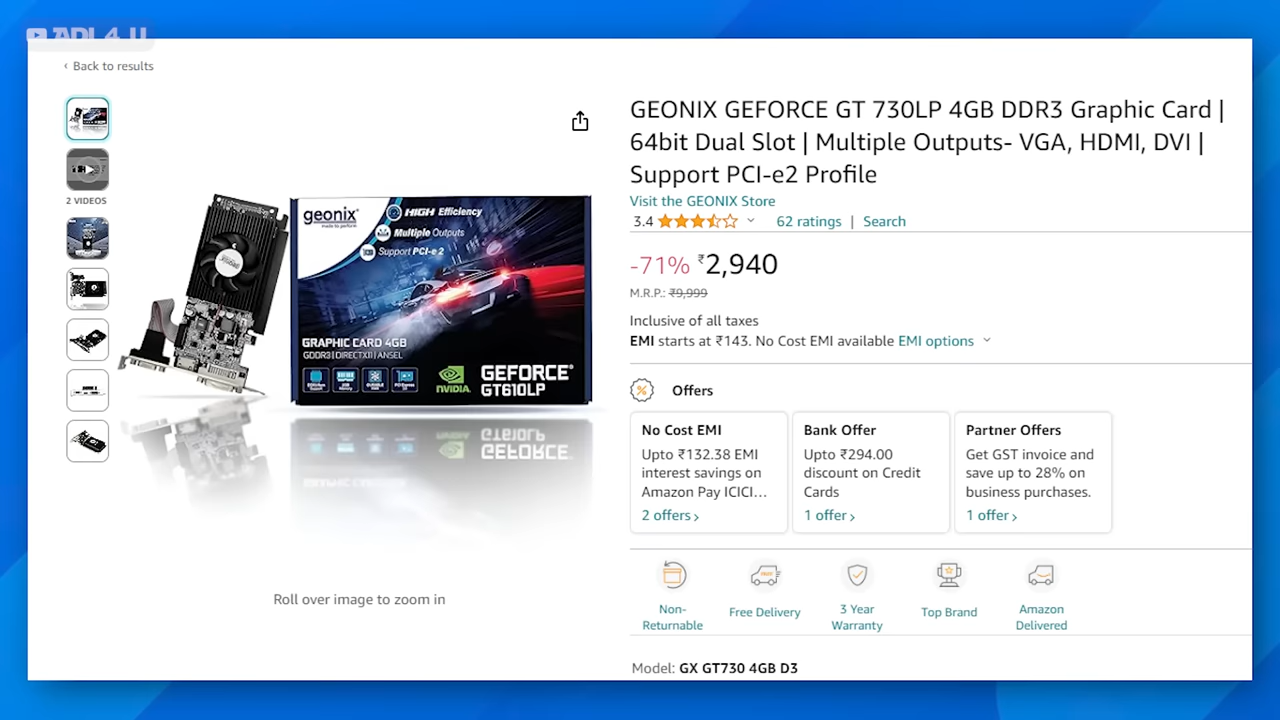 ADL 4 U
‹ Back to results
2 VIDEOS
geonix
made to perform
HIGH Efficiency
Multiple Outputs
Support PCI-e 2
GRAPHIC CARD 4GB
GDDR3 | DIRECTX11 | ANSEL
NVIDIA.
GEFORCE
GT610LP
Roll over image to zoom in
GEONIX GEFORCE GT 730LP 4GB DDR3 Graphic Card |
64bit Dual Slot | Multiple Outputs- VGA, HDMI, DVI |
Support PCI-e2 Profile
Visit the GEONIX Store
3.4 62 ratings | Search
-71% ₹2,940
M.R.P.: ₹9,999
Inclusive of all taxes
EMI starts at ₹143. No Cost EMI available EMI options
Offers
No Cost EMI
Upto ₹132.38 EMI
interest savings on
Amazon Pay ICICI…
2 offers ›
Bank Offer
Upto ₹294.00
discount on Credit
Cards
1 offer ›
Partner Offers
Get GST invoice and
save up to 28% on
business purchases.
1 offer ›
Non-
Returnable
Free Delivery
3 Year
Warranty
Top Brand
Amazon
Delivered
Model: GX GT730 4GB D3